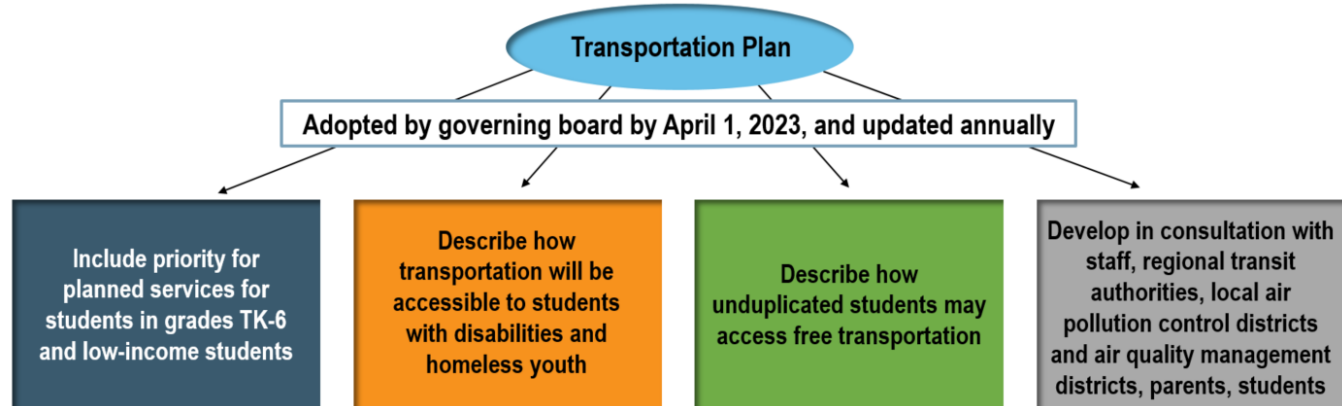 Transportation Plan
Adopted by governing board by April 1, 2023, and updated annually
Include priority for
planned services for
students in grades TK-6
and low-income students
Describe how
transportation will be
accessible to students
with disabilities and
homeless youth
Describe how
unduplicated students may
access free transportation
Develop in consultation with
staff, regional transit
authorities, local air
pollution control districts
and air quality management
districts, parents, students